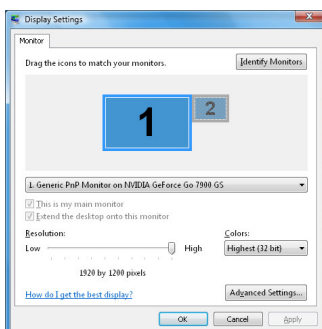 Display Settings
Monitor
Drag the icons to match your monitors.
Identify Monitors
1
2
1. Generic PnP Monitor on NVIDIA GeForce Go 7900 GS
This is my main monitor
Extend the desktop onto this monitor
Resolution:
Colors:
Low
High
Highest (32 bit)
1920 by 1200 pixels
How do I get the best display?
Advanced Settings...
OK
Cancel
Apply